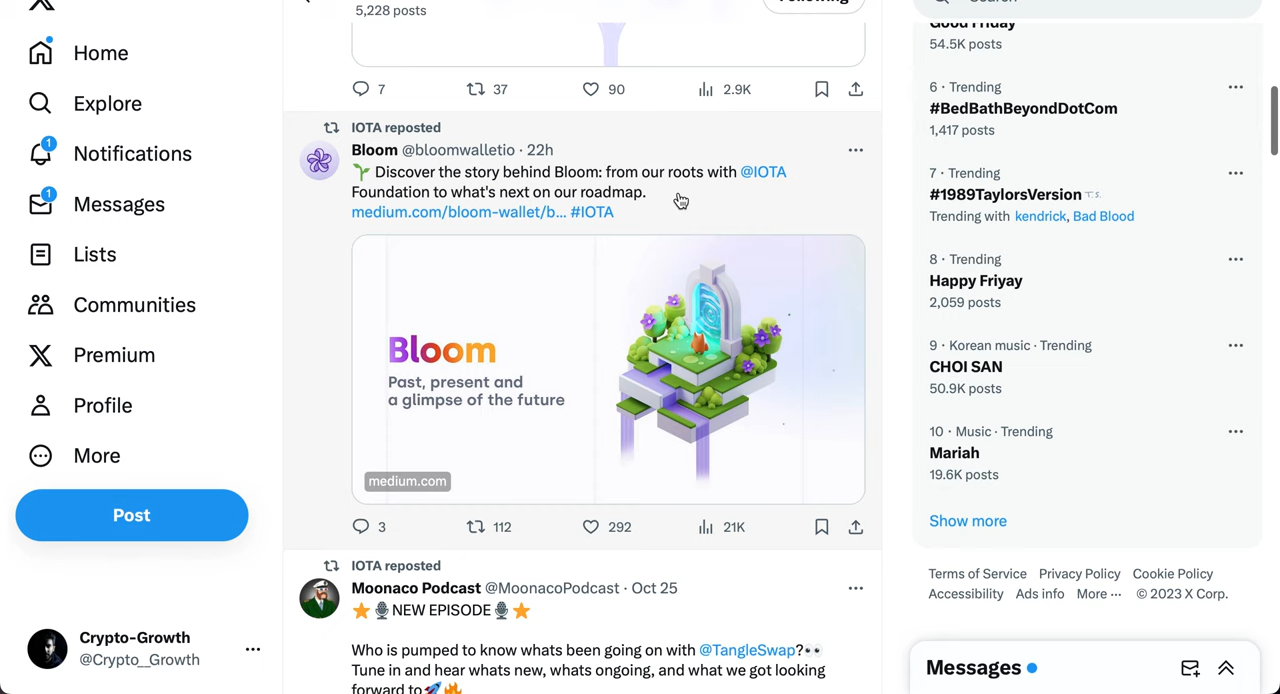 Home
Explore
1
Notifications
1
Messages
Lists
Communities
Premium
Profile
More
Post
Crypto-Growth
@Crypto__Growth
5,228 posts
Following
7
37
90
2.9K
IOTA reposted
Bloom @bloomwalletio · 22h
Discover the story behind Bloom: from our roots with @IOTA
Foundation to what's next on our roadmap.
medium.com/bloom-wallet/b... #IOTA
Bloom
Past, present and
a glimpse of the future
medium.com
3
112
292
21K
IOTA reposted
Moonaco Podcast @MoonacoPodcast · Oct 25
NEW EPISODE
Who is pumped to know whats been going on with @TangleSwap?
Tune in and hear whats new, whats ongoing, and what we got looking
forward to
Search
Good Friday
54.5K posts
6 · Trending
#BedBathBeyondDotCom
1,417 posts
7 · Trending
#1989TaylorsVersion
Trending with kendrick, Bad Blood
8 · Trending
Happy Friyay
2,059 posts
9 · Korean music · Trending
CHOI SAN
50.9K posts
10 · Music · Trending
Mariah
19.6K posts
Show more
Terms of Service Privacy Policy Cookie Policy
Accessibility Ads info More ··· © 2023 X Corp.
Messages